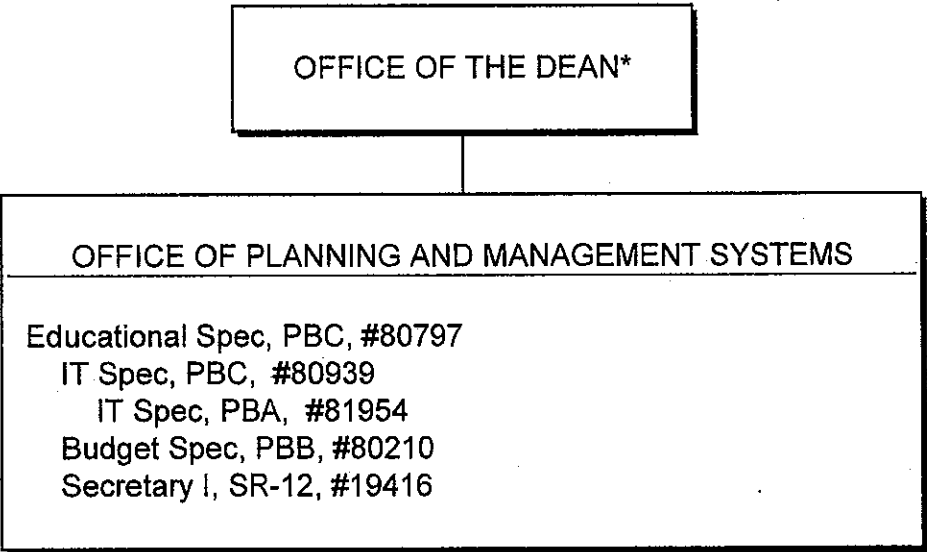 OFFICE OF THE DEAN*
OFFICE OF PLANNING AND MANAGEMENT SYSTEMS
Educational Spec, PBC, #80797
IT Spec, PBC, #80939
IT Spec, PBA, #81954
Budget Spec, PBB, #80210
Secretary I, SR-12, #19416